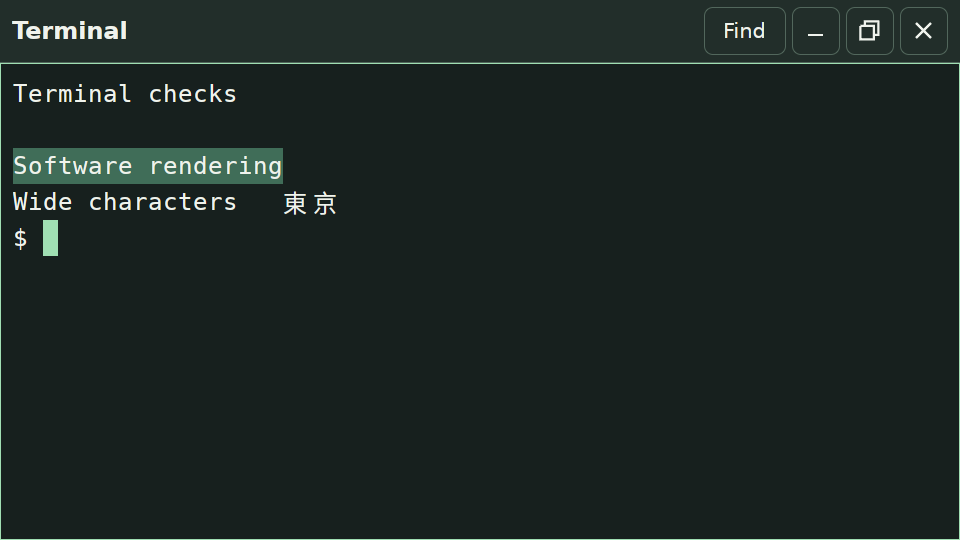 Terminal
Find
Terminal checks
Software rendering
Wide characters   東京
$